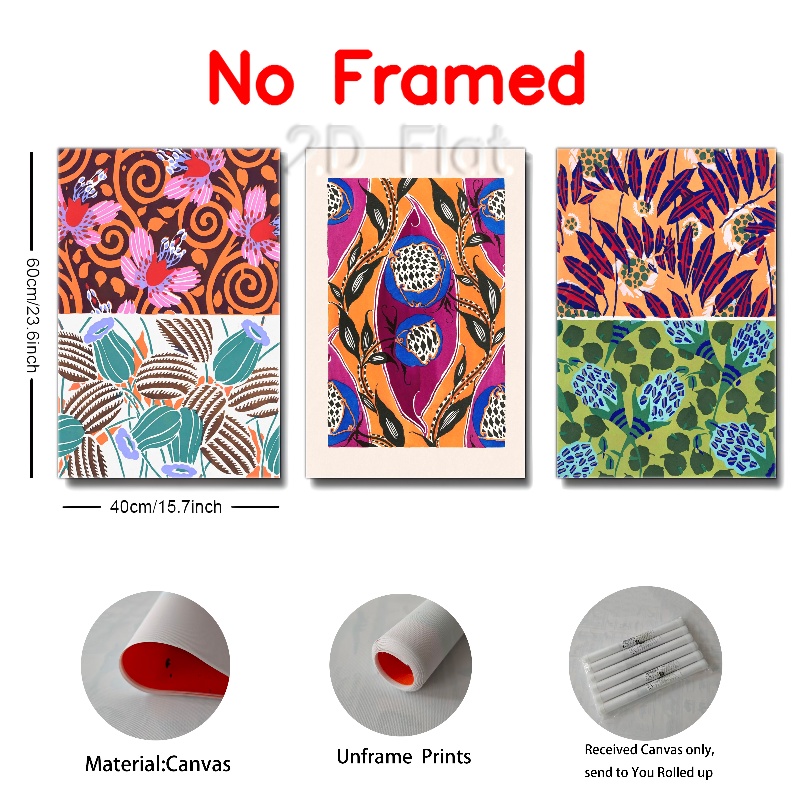 No Framed
2D Flat
60cm/23.6inch
40cm/15.7inch
Material:Canvas
Unframe Prints
Received Canvas only,
send to You Rolled up